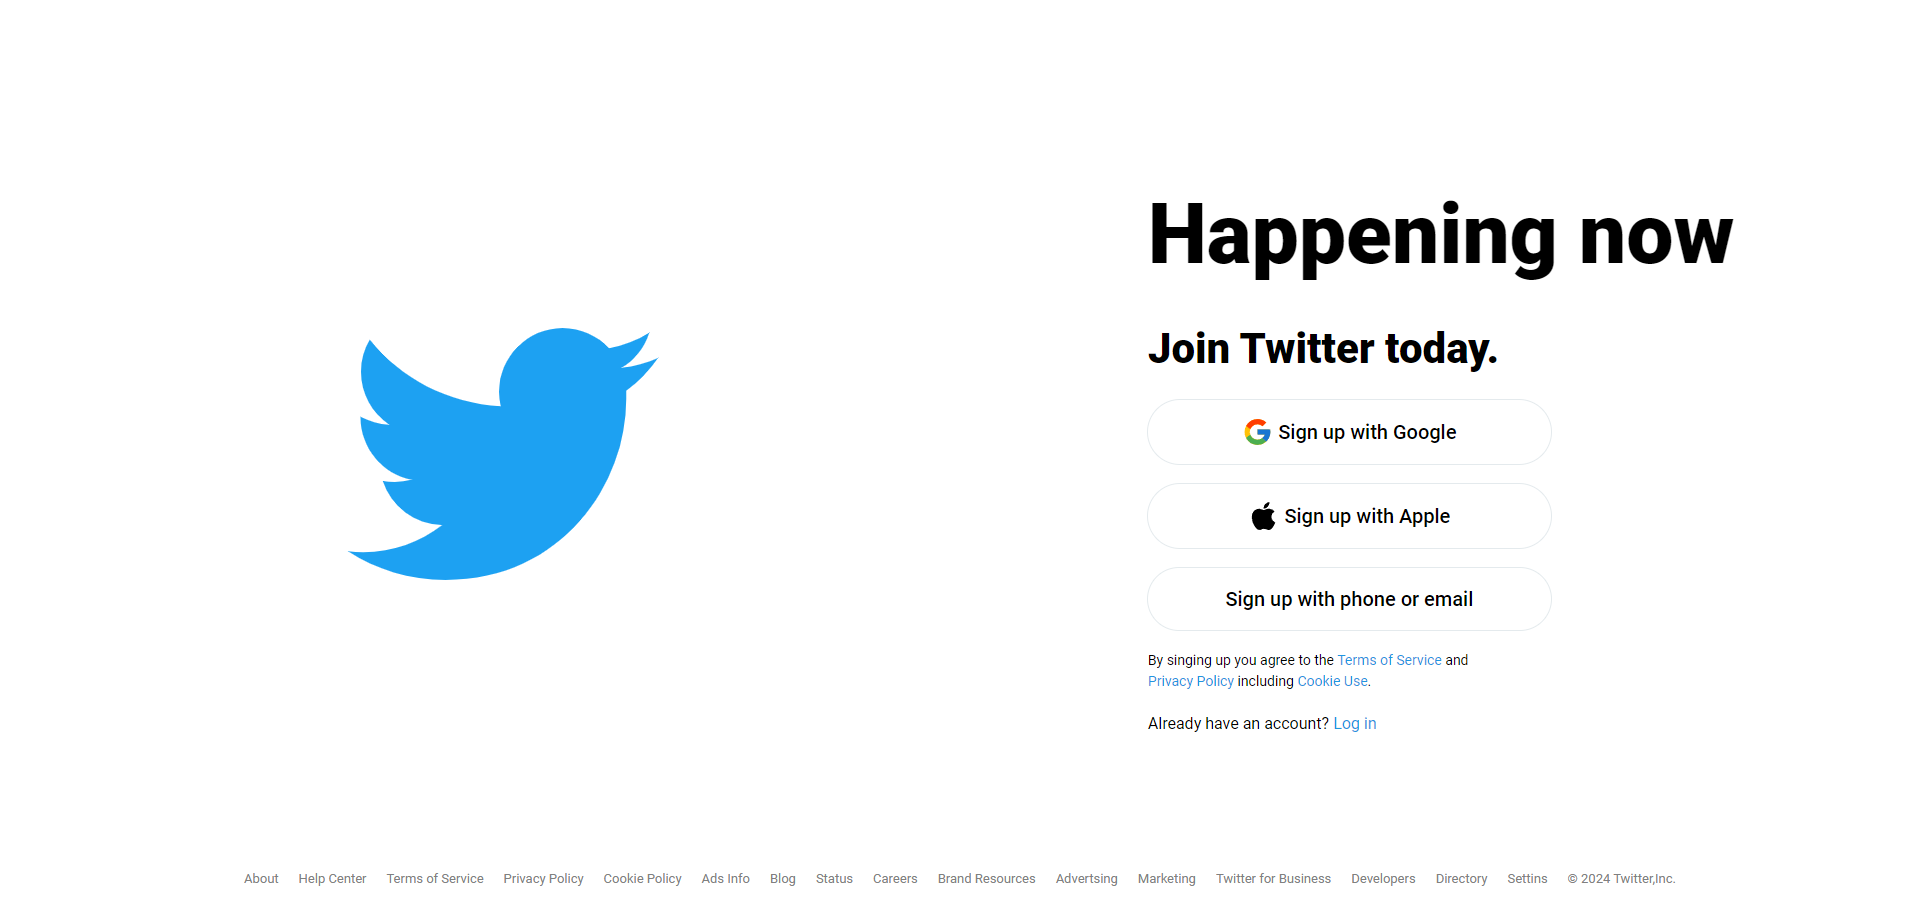 Happening now
Join Twitter today.
Sign up with Google
Sign up with Apple
Sign up with phone or email
By singing up you agree to the Terms of Service and
Privacy Policy including Cookie Use.
Already have an account? Log in
About Help Center Terms of Service Privacy Policy Cookie Policy Ads Info Blog Status Careers Brand Resources Advertsing Marketing Twitter for Business Developers Directory Settins © 2024 Twitter,Inc.